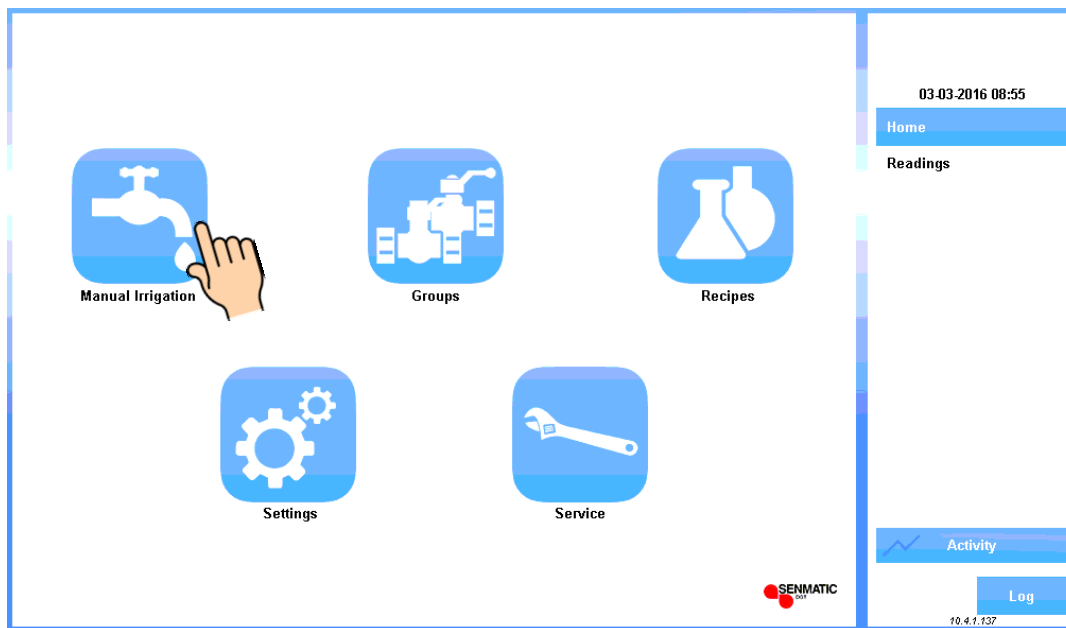 03-03-2016 08:55
Home
Readings
Manual Irrigation
Groups
Recipes
Settings
Service
SENMATIC
DGT
Activity
Log
10.4.1.137